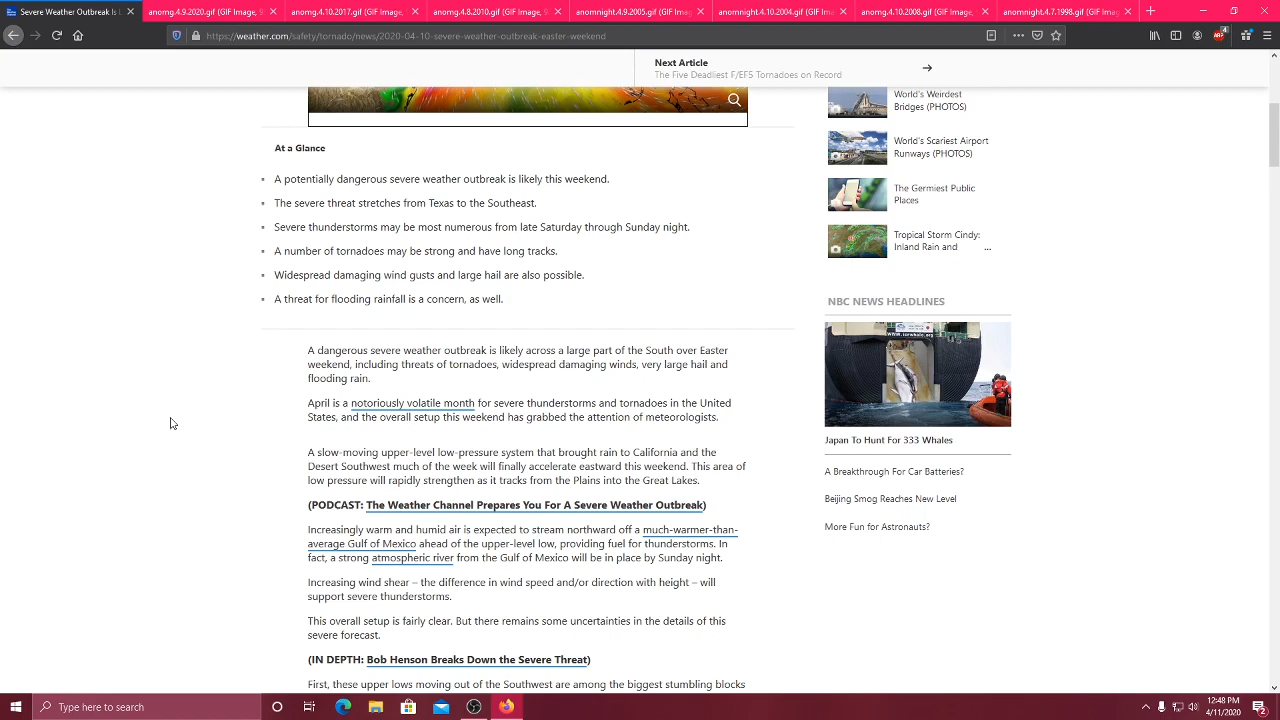 Severe Weather Outbreak Is L
anomg.4.9.2020.gif (GIF Image, 9
anomg.4.10.2017.gif (GIF Image,
anomg.4.8.2010.gif (GIF Image, 9
anomnight.4.9.2005.gif (GIF Imag
anomnight.4.10.2004.gif (GIF Ima
anomg.4.10.2008.gif (GIF Image,
anomnight.4.7.1998.gif (GIF Imag
https://weather.com/safety/tornado/news/2020-04-10-severe-weather-outbreak-easter-weekend
ABP
4
Next Article
The Five Deadliest F/EF5 Tornadoes on Record
At a Glance
A potentially dangerous severe weather outbreak is likely this weekend.
The severe threat stretches from Texas to the Southeast.
Severe thunderstorms may be most numerous from late Saturday through Sunday night.
A number of tornadoes may be strong and have long tracks.
Widespread damaging wind gusts and large hail are also possible.
A threat for flooding rainfall is a concern, as well.
A dangerous severe weather outbreak is likely across a large part of the South over Easter
weekend, including threats of tornadoes, widespread damaging winds, very large hail and
flooding rain.
April is a notoriously volatile month for severe thunderstorms and tornadoes in the United
States, and the overall setup this weekend has grabbed the attention of meteorologists.
A slow-moving upper-level low-pressure system that brought rain to California and the
Desert Southwest much of the week will finally accelerate eastward this weekend. This area of
low pressure will rapidly strengthen as it tracks from the Plains into the Great Lakes.
(PODCAST: The Weather Channel Prepares You For A Severe Weather Outbreak)
Increasingly warm and humid air is expected to stream northward off a much-warmer-than-
average Gulf of Mexico ahead of the upper-level low, providing fuel for thunderstorms. In
fact, a strong atmospheric river from the Gulf of Mexico will be in place by Sunday night.
Increasing wind shear – the difference in wind speed and/or direction with height – will
support severe thunderstorms.
This overall setup is fairly clear. But there remains some uncertainties in the details of this
severe forecast.
(IN DEPTH: Bob Henson Breaks Down the Severe Threat)
First, these upper lows moving out of the Southwest are among the biggest stumbling blocks
World's Weirdest
Bridges (PHOTOS)
World's Scariest Airport
Runways (PHOTOS)
The Germiest Public
Places
Tropical Storm Cindy:
Inland Rain and ...
NBC NEWS HEADLINES
Japan To Hunt For 333 Whales
A Breakthrough For Car Batteries?
Beijing Smog Reaches New Level
More Fun for Astronauts?
Type here to search
12:48 PM
4/11/2020
2